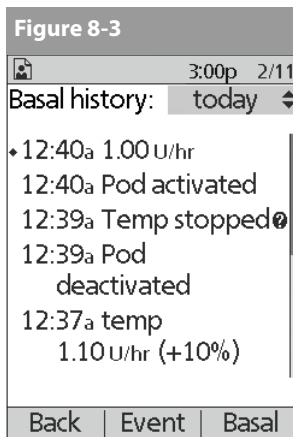 Figure 8-3
3:00p 2/11
Basal history: today
12:40a 1.00 U/hr
12:40a Pod activated
12:39a Temp stopped?
12:39a Pod
deactivated
12:37a temp
1.10 U/hr (+10%)
Back | Event | Basal